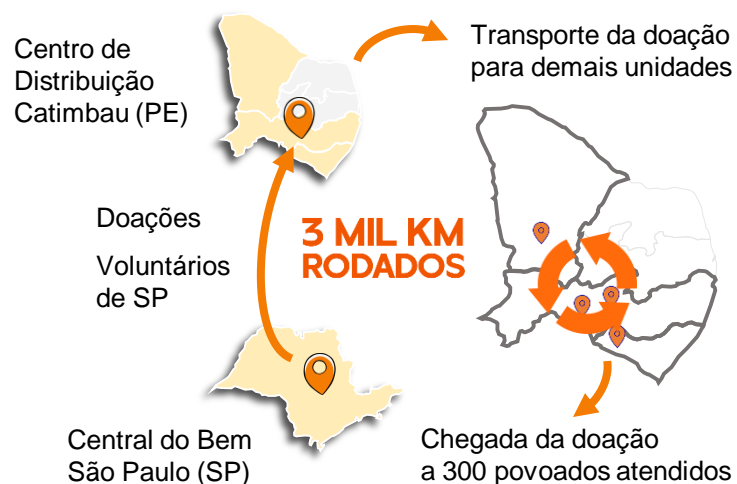 Centro de
Distribuição
Catimbau (PE)
Transporte da doação
para demais unidades
Doações
Voluntários
de SP
3 MIL KM
RODADOS
Central do Bem
São Paulo (SP)
Chegada da doação
a 300 povoados atendidos